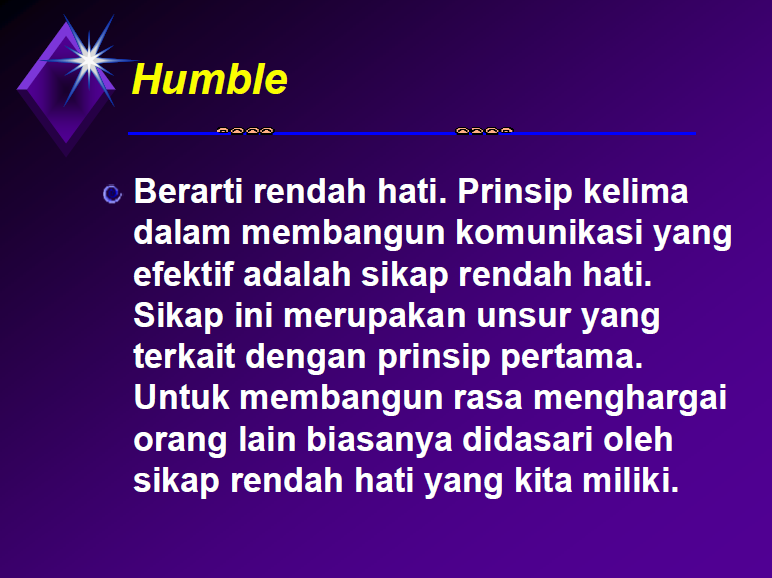 Humble
Berarti rendah hati. Prinsip kelima
dalam membangun komunikasi yang
efektif adalah sikap rendah hati.
Sikap ini merupakan unsur yang
terkait dengan prinsip pertama.
Untuk membangun rasa menghargai
orang lain biasanya didasari oleh
sikap rendah hati yang kita miliki.